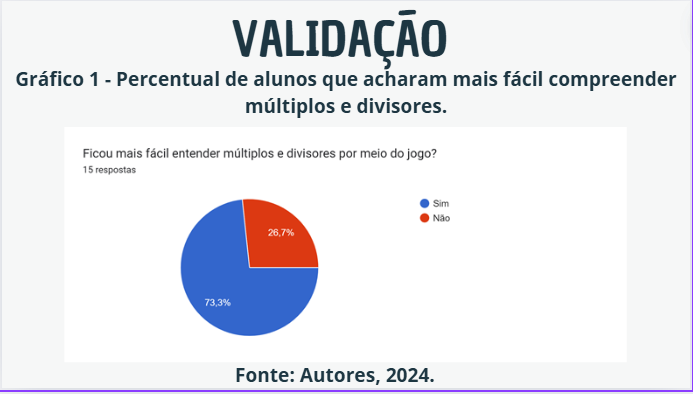 VALIDAÇÃO
Gráfico 1 - Percentual de alunos que acharam mais fácil compreender
múltiplos e divisores.
Ficou mais fácil entender múltiplos e divisores por meio do jogo?
15 respostas
Sim
Não
26,7%
73,3%
Fonte: Autores, 2024.